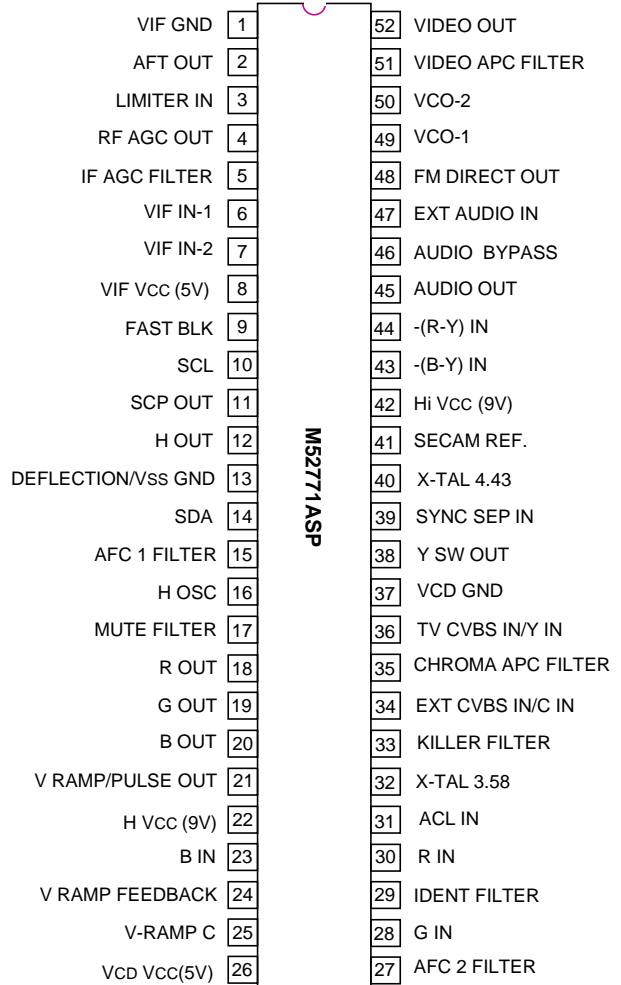 VIF GND 1 52 VIDEO OUT
AFT OUT 2 51 VIDEO APC FILTER
LIMITER IN 3 50 VCO-2
RF AGC OUT 4 49 VCO-1
IF AGC FILTER 5 48 FM DIRECT OUT
VIF IN-1 6 47 EXT AUDIO IN
VIF IN-2 7 46 AUDIO BYPASS
VIF VCC (5V) 8 45 AUDIO OUT
FAST BLK 9 44 -(R-Y) IN
SCL 10 43 -(B-Y) IN
SCP OUT 11 42 Hi VCC (9V)
H OUT 12 41 SECAM REF.
M52771ASP
DEFLECTION/VSS GND 13 40 X-TAL 4.43
SDA 14 39 SYNC SEP IN
AFC 1 FILTER 15 38 Y SW OUT
H OSC 16 37 VCD GND
MUTE FILTER 17 36 TV CVBS IN/Y IN
R OUT 18 35 CHROMA APC FILTER
G OUT 19 34 EXT CVBS IN/C IN
B OUT 20 33 KILLER FILTER
V RAMP/PULSE OUT 21 32 X-TAL 3.58
H VCC (9V) 22 31 ACL IN
B IN 23 30 R IN
V RAMP FEEDBACK 24 29 IDENT FILTER
V-RAMP C 25 28 G IN
VCD VCC(5V) 26 27 AFC 2 FILTER